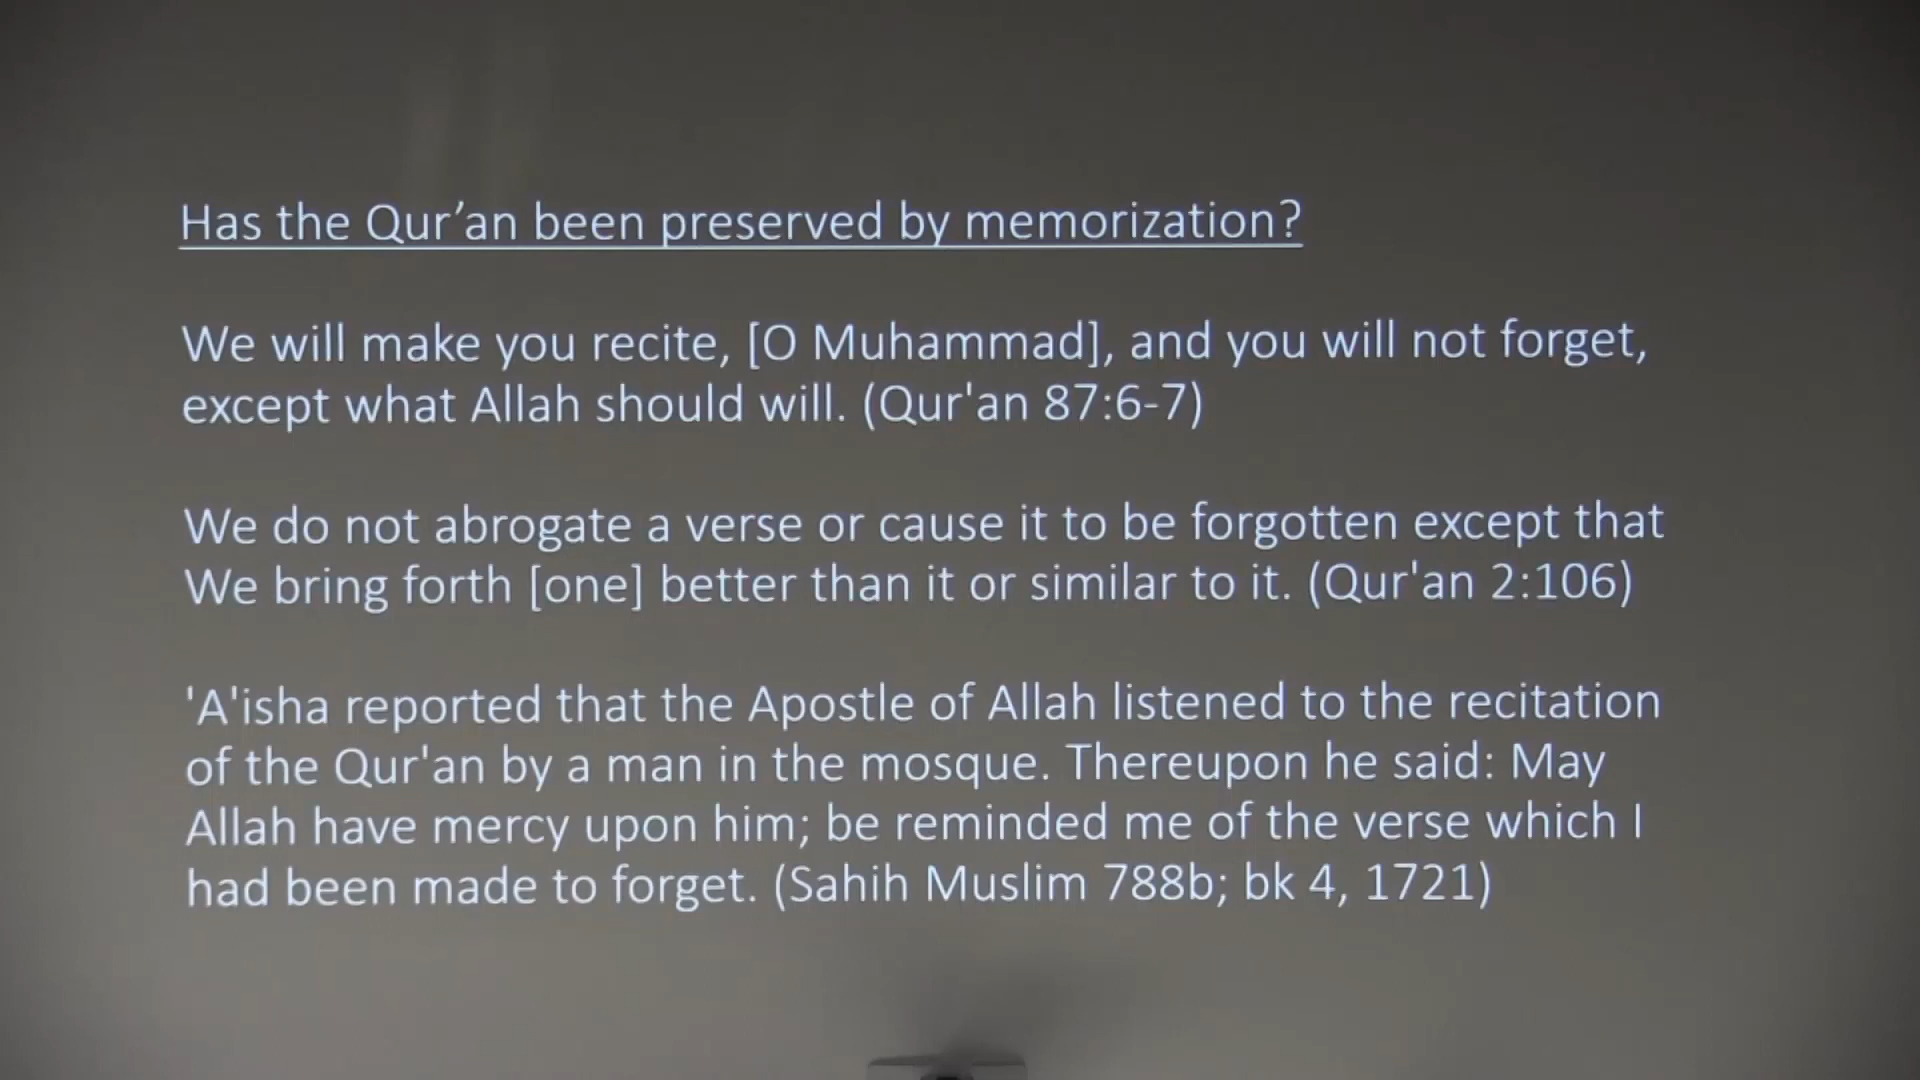 Has the Qur’an been preserved by memorization?
We will make you recite, [O Muhammad], and you will not forget,
except what Allah should will. (Qur'an 87:6-7)
We do not abrogate a verse or cause it to be forgotten except that
We bring forth [one] better than it or similar to it. (Qur'an 2:106)
'A'isha reported that the Apostle of Allah listened to the recitation
of the Qur'an by a man in the mosque. Thereupon he said: May
Allah have mercy upon him; be reminded me of the verse which I
had been made to forget. (Sahih Muslim 788b; bk 4, 1721)